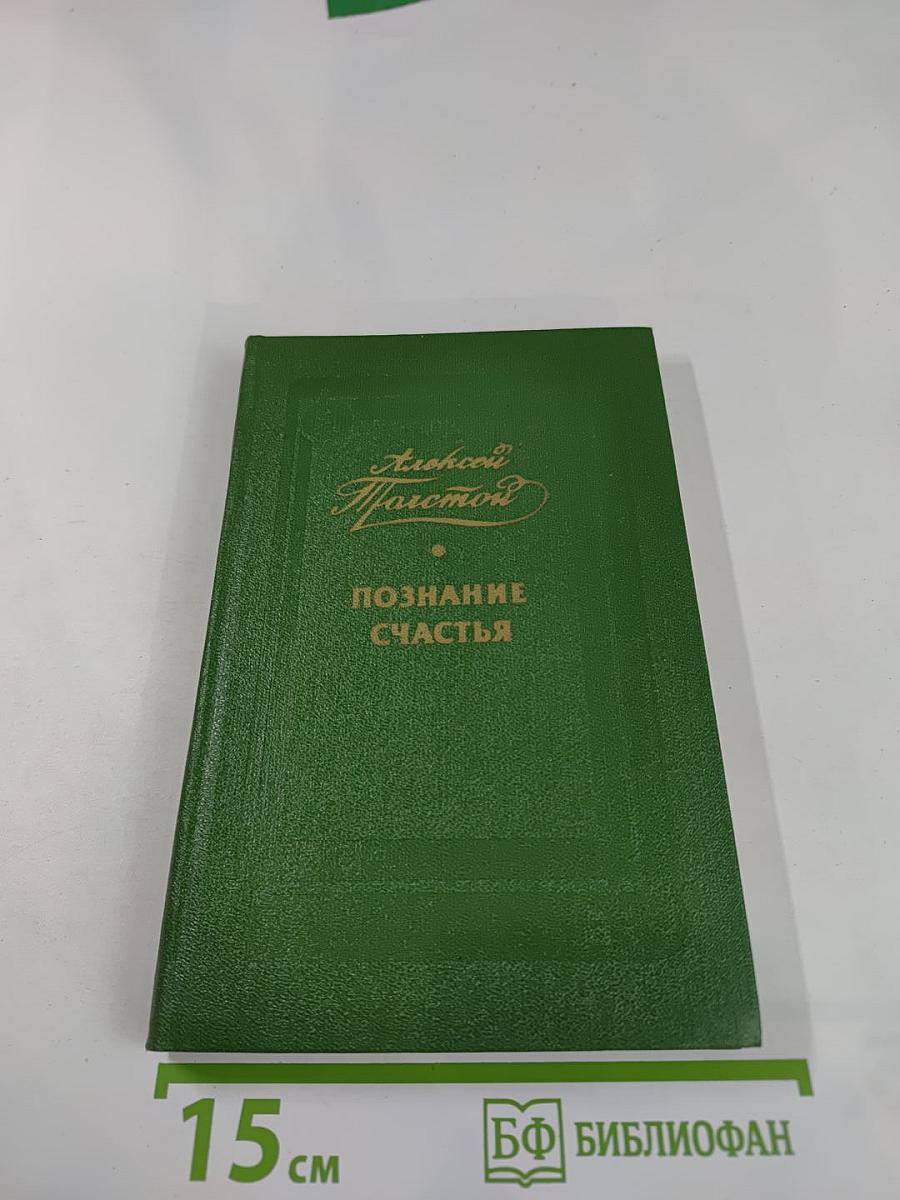 Алексей
Толстой
ПОЗНАНИЕ
СЧАСТЬЯ
15 см
БФ БИБЛИОФАН